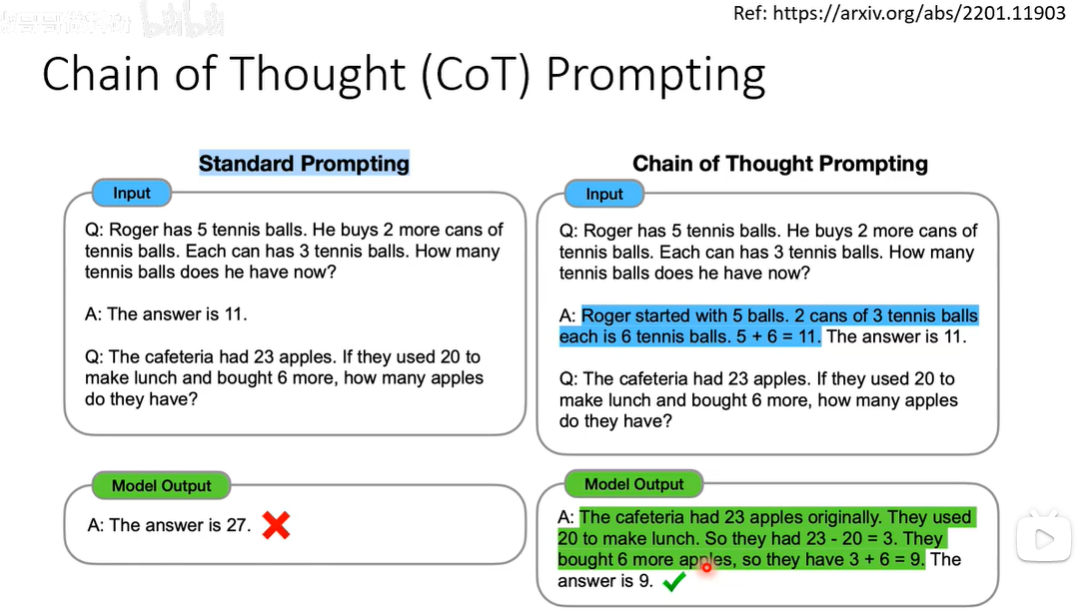 Ref: https://arxiv.org/abs/2201.11903
Chain of Thought (CoT) Prompting
Standard Prompting
Input
Q: Roger has 5 tennis balls. He buys 2 more cans of
tennis balls. Each can has 3 tennis balls. How many
tennis balls does he have now?
A: The answer is 11.
Q: The cafeteria had 23 apples. If they used 20 to
make lunch and bought 6 more, how many apples
do they have?
Model Output
A: The answer is 27.
Chain of Thought Prompting
Input
Q: Roger has 5 tennis balls. He buys 2 more cans of
tennis balls. Each can has 3 tennis balls. How many
tennis balls does he have now?
A: Roger started with 5 balls. 2 cans of 3 tennis balls
each is 6 tennis balls. 5 + 6 = 11. The answer is 11.
Q: The cafeteria had 23 apples. If they used 20 to
make lunch and bought 6 more, how many apples
do they have?
Model Output
A: The cafeteria had 23 apples originally. They used
20 to make lunch. So they had 23 - 20 = 3. They
bought 6 more apples, so they have 3 + 6 = 9. The
answer is 9.